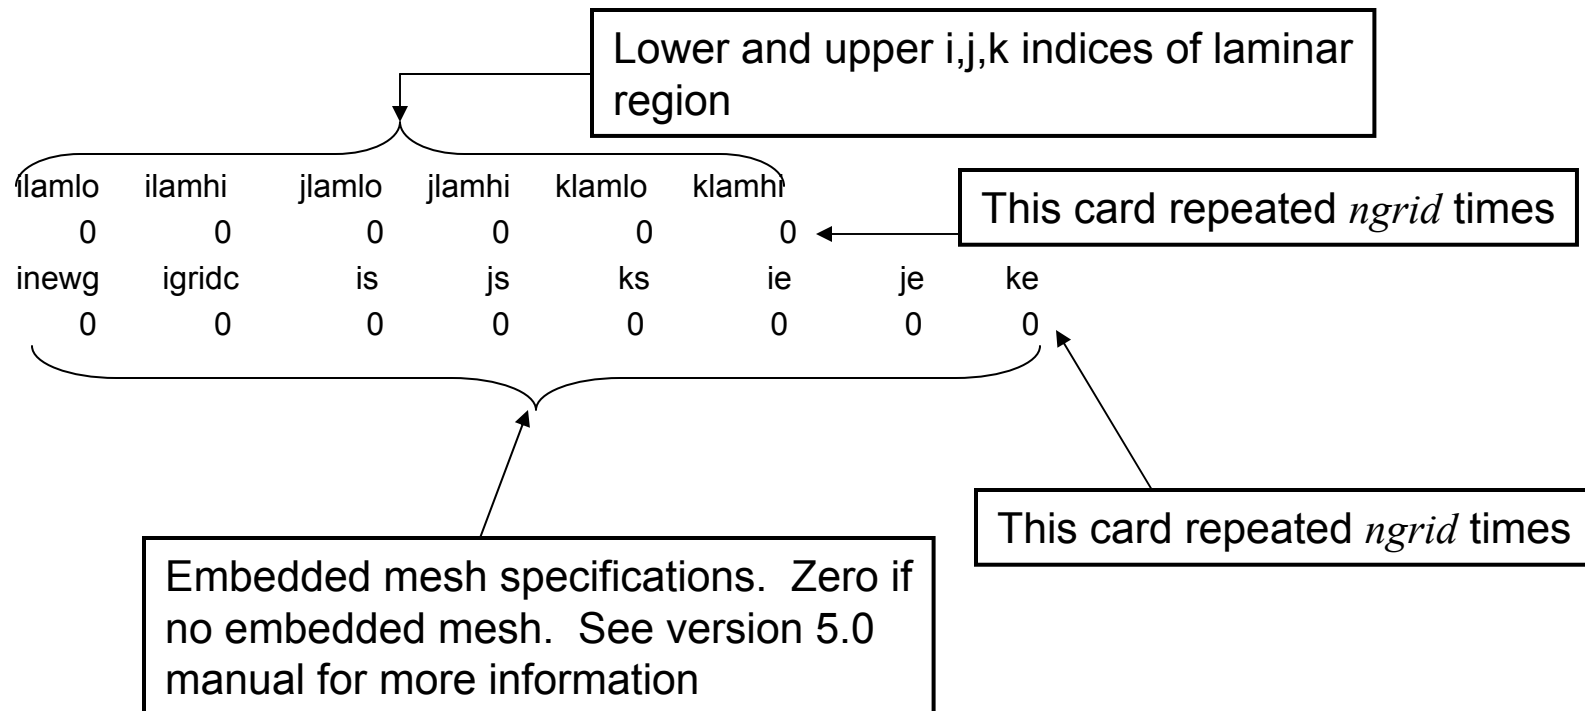 Lower and upper i,j,k indices of laminar
region
ilamlo ilamhi jlamlo jlamhi klamlo klamhi
0 0 0 0 0 0
This card repeated ngrid times
inewg igridc is js ks ie je ke
0 0 0 0 0 0 0 0
This card repeated ngrid times
Embedded mesh specifications. Zero if
no embedded mesh. See version 5.0
manual for more information